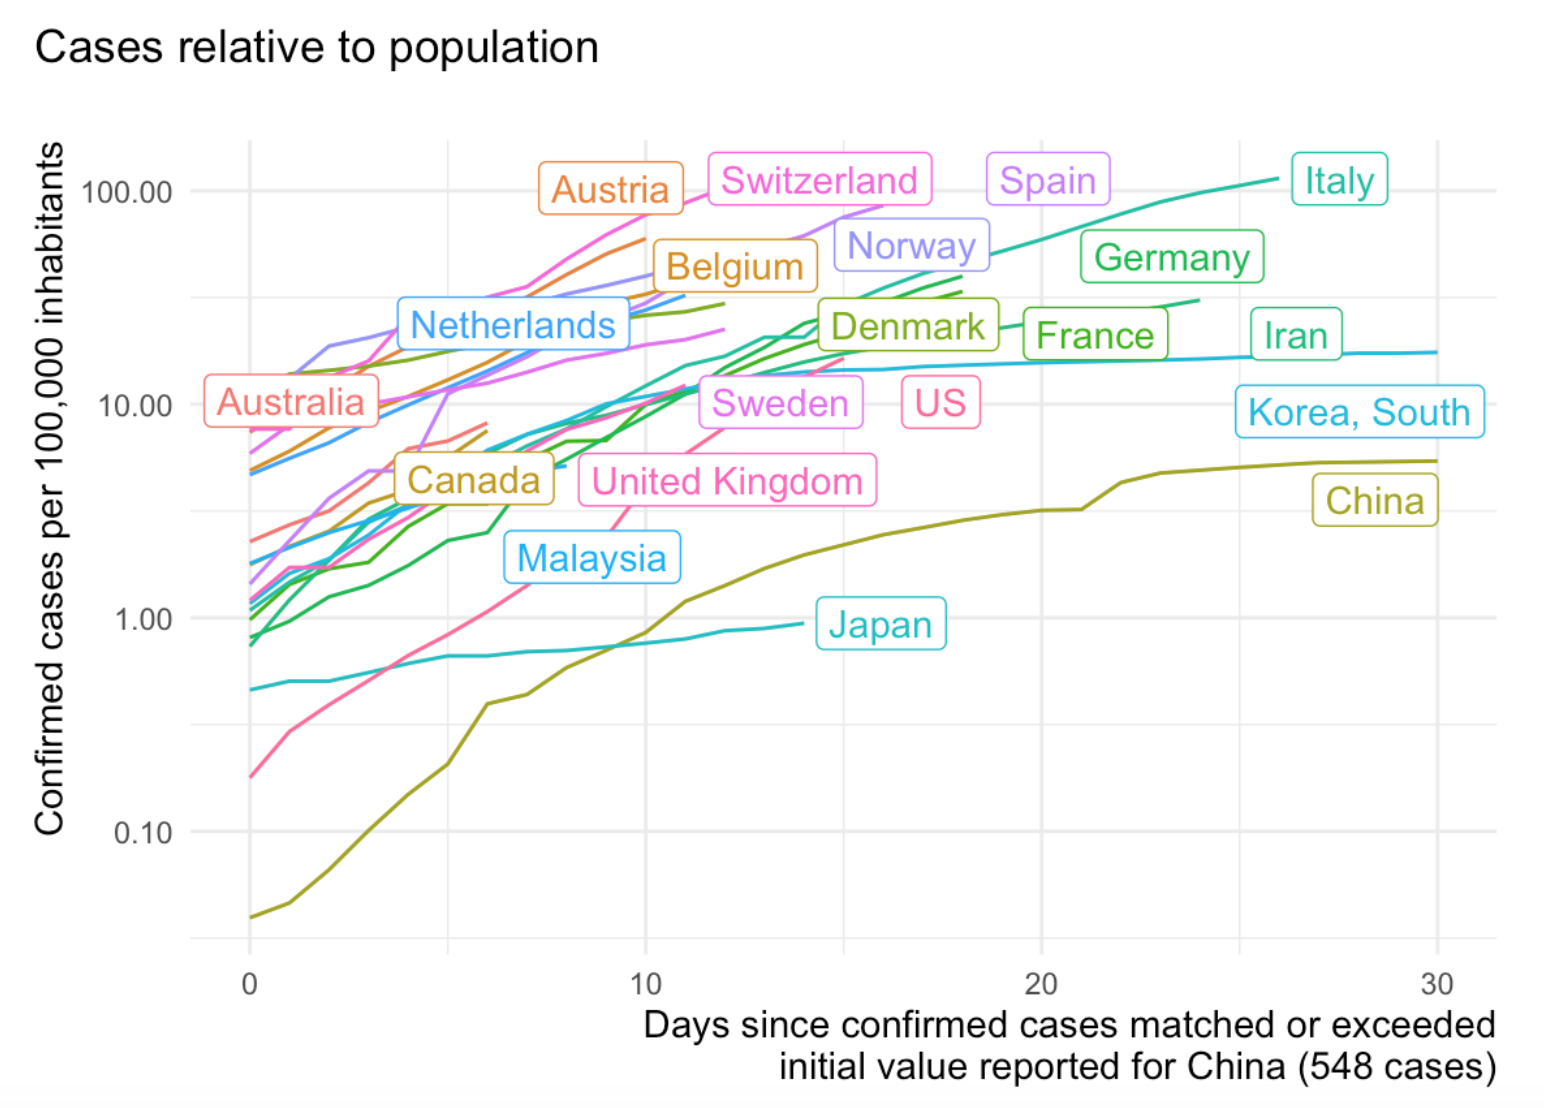 Cases relative to population
Confirmed cases per 100,000 inhabitants
100.00
10.00
1.00
0.10
Austria
Switzerland
Spain
Italy
Norway
Germany
Belgium
Netherlands
Denmark
France
Iran
Australia
Sweden
US
Korea, South
Canada
United Kingdom
China
Malaysia
Japan
0
10
20
30
Days since confirmed cases matched or exceeded
initial value reported for China (548 cases)